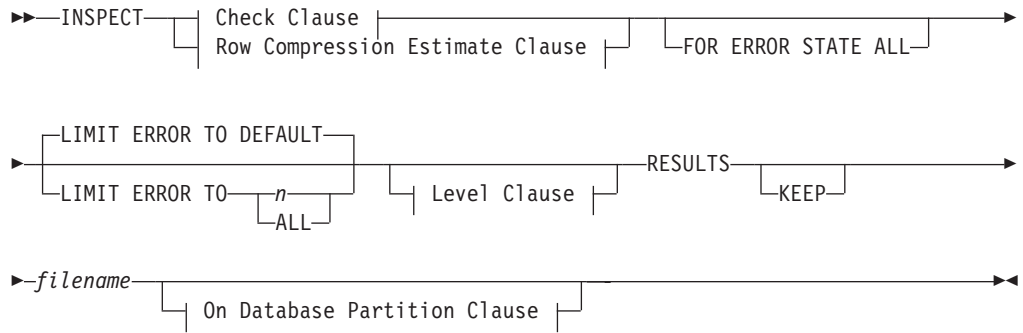 INSPECT Check Clause
Row Compression Estimate Clause FOR ERROR STATE ALL
LIMIT ERROR TO DEFAULT
LIMIT ERROR TO n Level Clause RESULTS KEEP
ALL
filename On Database Partition Clause